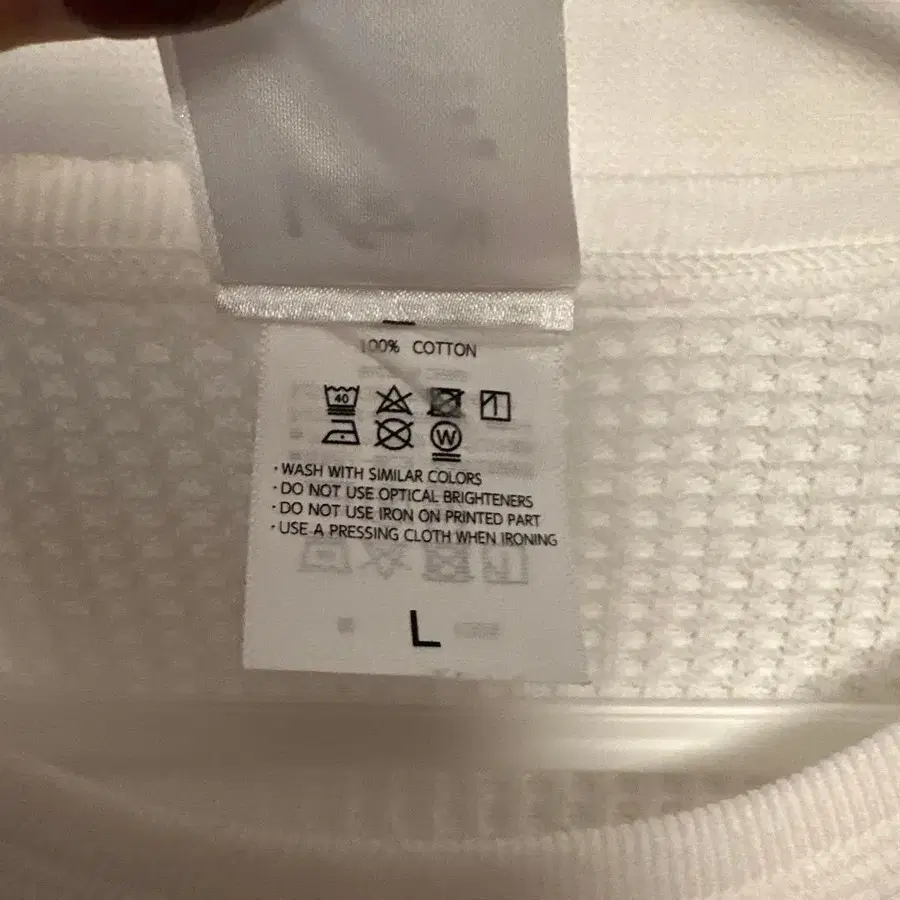 100% COTTON
40
W
· WASH WITH SIMILAR COLORS
· DO NOT USE OPTICAL BRIGHTENERS
· DO NOT USE IRON ON PRINTED PART
· USE A PRESSING CLOTH WHEN IRONING
L